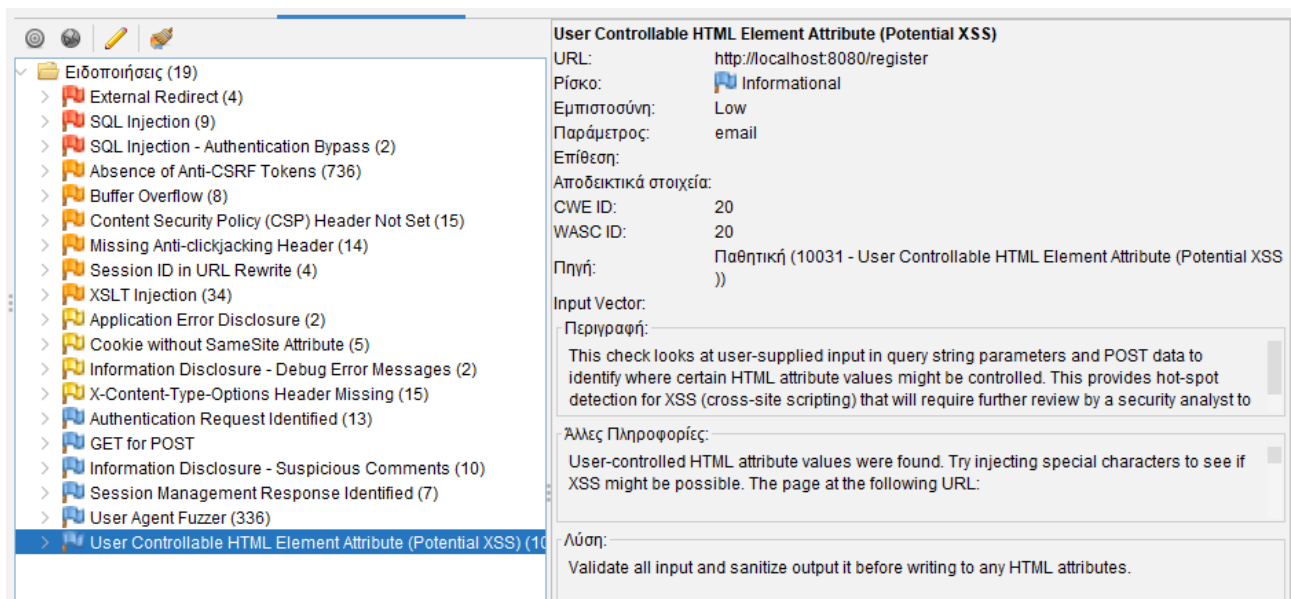 Ειδοποιήσεις (19)
External Redirect (4)
SQL Injection (9)
SQL Injection - Authentication Bypass (2)
Absence of Anti-CSRF Tokens (736)
Buffer Overflow (8)
Content Security Policy (CSP) Header Not Set (15)
Missing Anti-clickjacking Header (14)
Session ID in URL Rewrite (4)
XSLT Injection (34)
Application Error Disclosure (2)
Cookie without SameSite Attribute (5)
Information Disclosure - Debug Error Messages (2)
X-Content-Type-Options Header Missing (15)
Authentication Request Identified (13)
GET for POST
Information Disclosure - Suspicious Comments (10)
Session Management Response Identified (7)
User Agent Fuzzer (336)
User Controllable HTML Element Attribute (Potential XSS)
User Controllable HTML Element Attribute (Potential XSS)
URL: http://localhost:8080/register
Ρίσκο: Informational
Εμπιστοσύνη: Low
Παράμετρος: email
Επίθεση:
Αποδεικτικά στοιχεία:
CWE ID: 20
WASC ID: 20
Πηγή: Παθητική (10031 - User Controllable HTML Element Attribute (Potential XSS
))
Input Vector:
Περιγραφή:
This check looks at user-supplied input in query string parameters and POST data to
identify where certain HTML attribute values might be controlled. This provides hot-spot
detection for XSS (cross-site scripting) that will require further review by a security analyst to
Άλλες Πληροφορίες:
User-controlled HTML attribute values were found. Try injecting special characters to see if
XSS might be possible. The page at the following URL:
Λύση:
Validate all input and sanitize output it before writing to any HTML attributes.